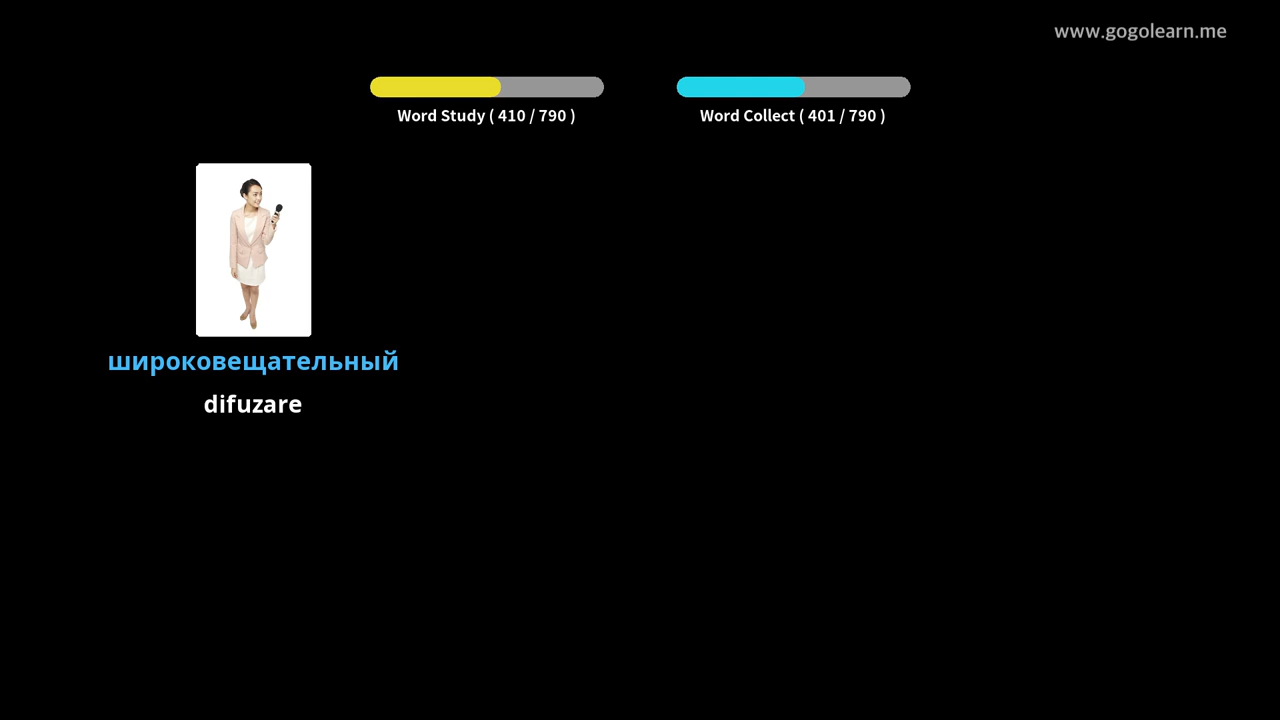 www.gogolearn.me
Word Study ( 410 / 790 )
Word Collect ( 401 / 790 )
широковещательный
difuzare